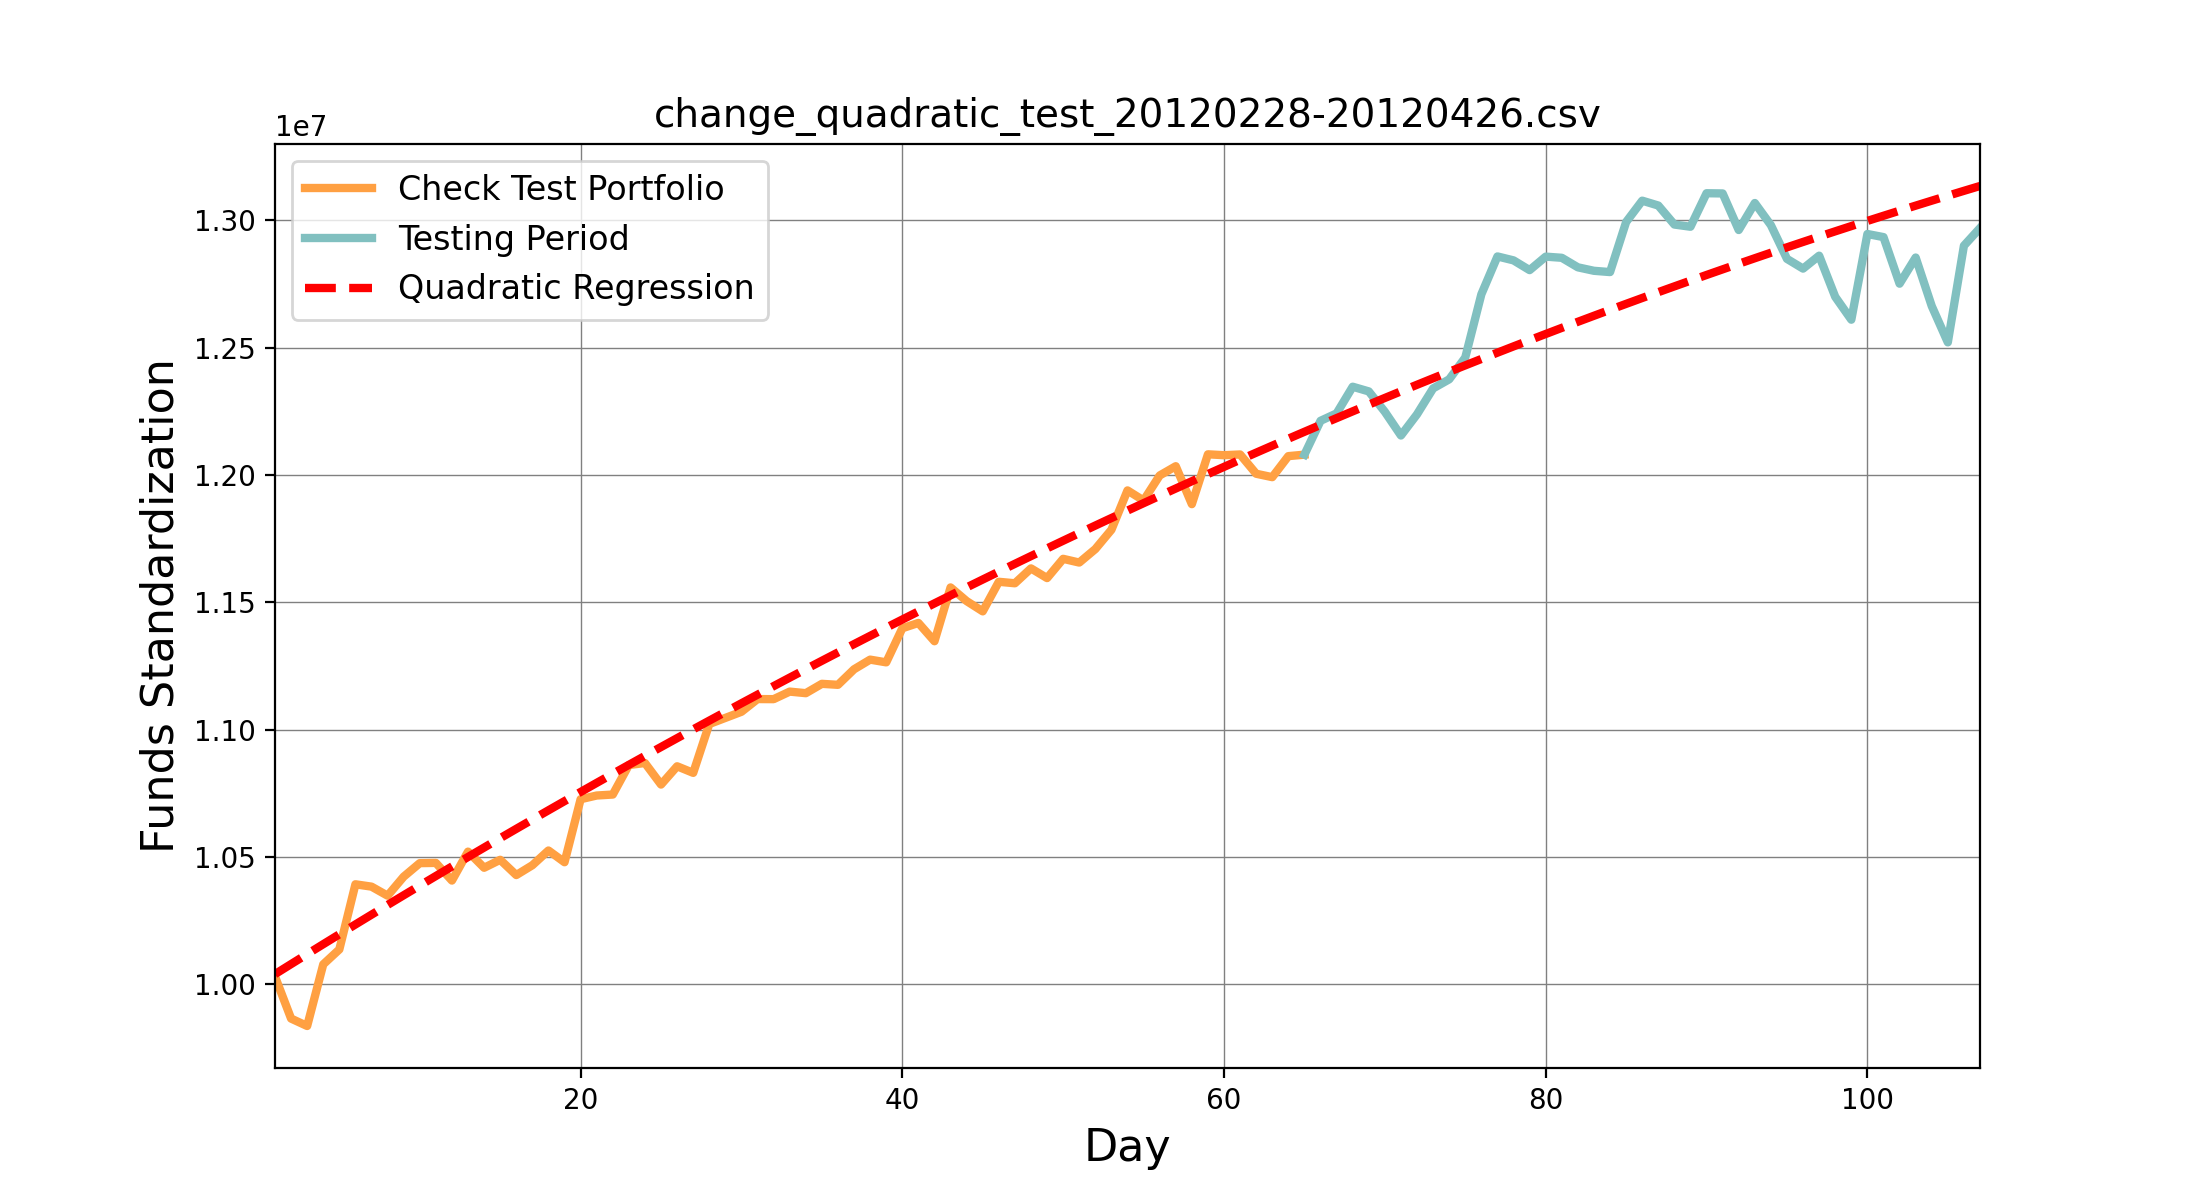 change_quadratic_test_20120228-20120426.csv
1e7
Check Test Portfolio
Testing Period
Quadratic Regression
1.30
1.25
1.20
1.15
1.10
1.05
1.00
Funds Standardization
20 40 60 80 100
Day